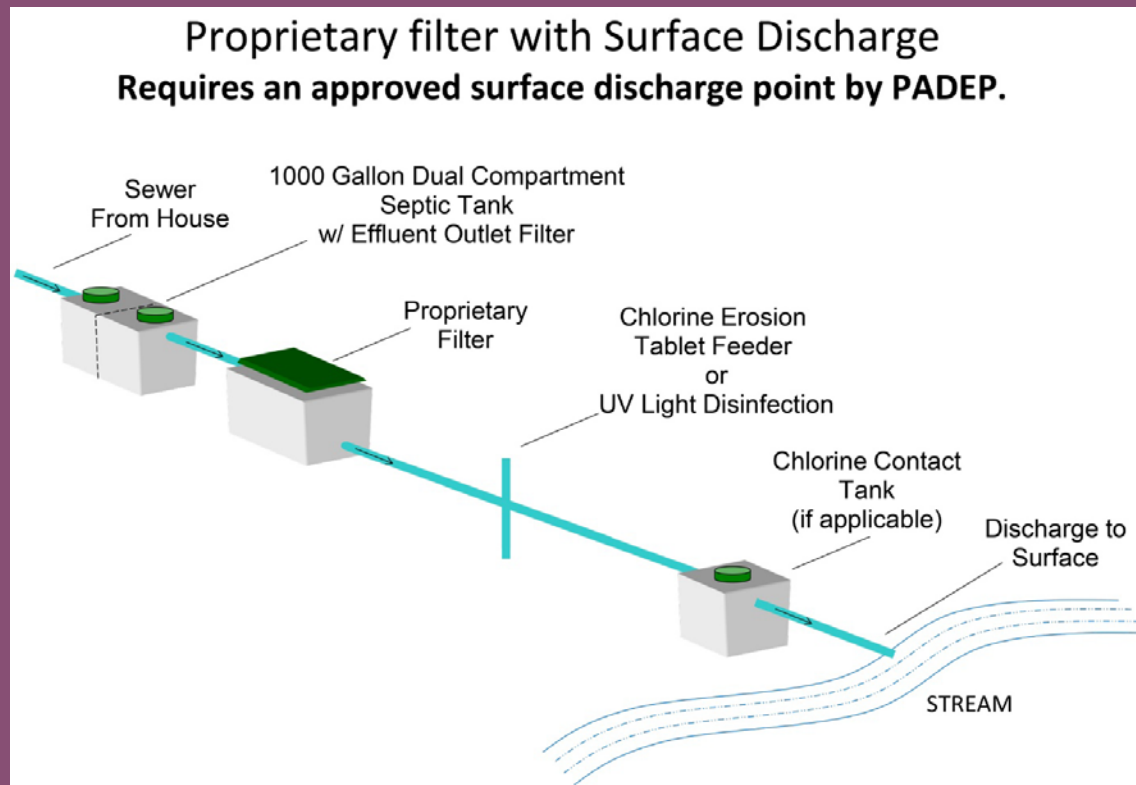 Proprietary filter with Surface Discharge
Requires an approved surface discharge point by PADEP.
Sewer
From House
1000 Gallon Dual Compartment
Septic Tank
w/ Effluent Outlet Filter
Proprietary
Filter
Chlorine Erosion
Tablet Feeder
or
UV Light Disinfection
Chlorine Contact
Tank
(if applicable)
Discharge to
Surface
STREAM